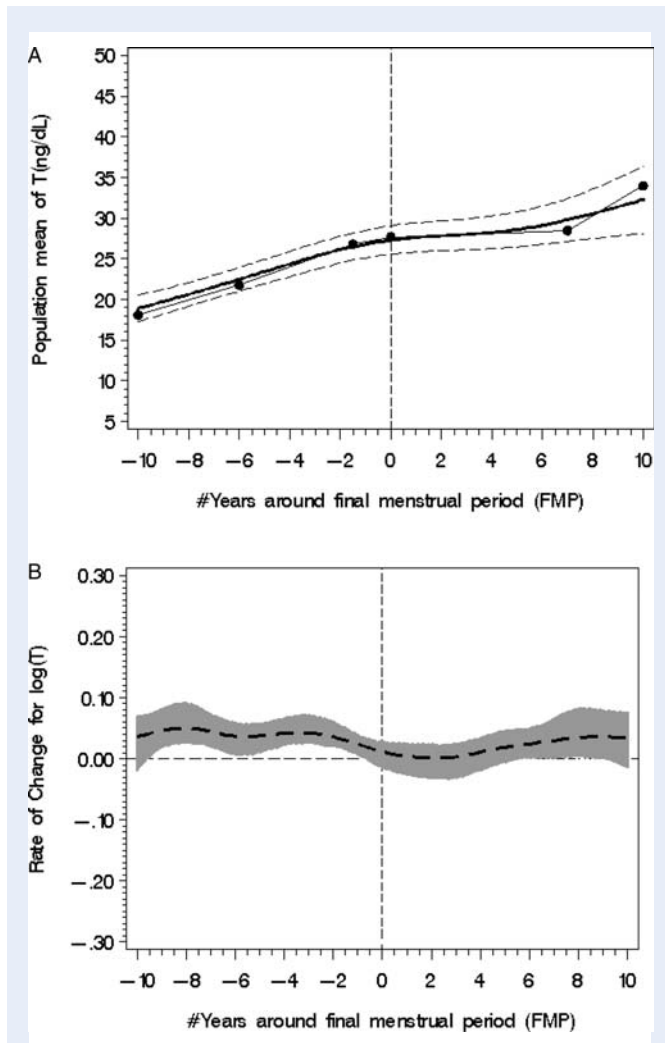 A
50
45
40
35
30
25
20
15
10
5
Population mean of T(ng/dL)
−10 −8 −6 −4 −2 0 2 4 6 8 10
#Years around final menstrual period (FMP)
B
0.30
0.20
0.10
0.00
−.10
−.20
−.30
Rate of Change for log(T)
−10 −8 −6 −4 −2 0 2 4 6 8 10
#Years around final menstrual period (FMP)